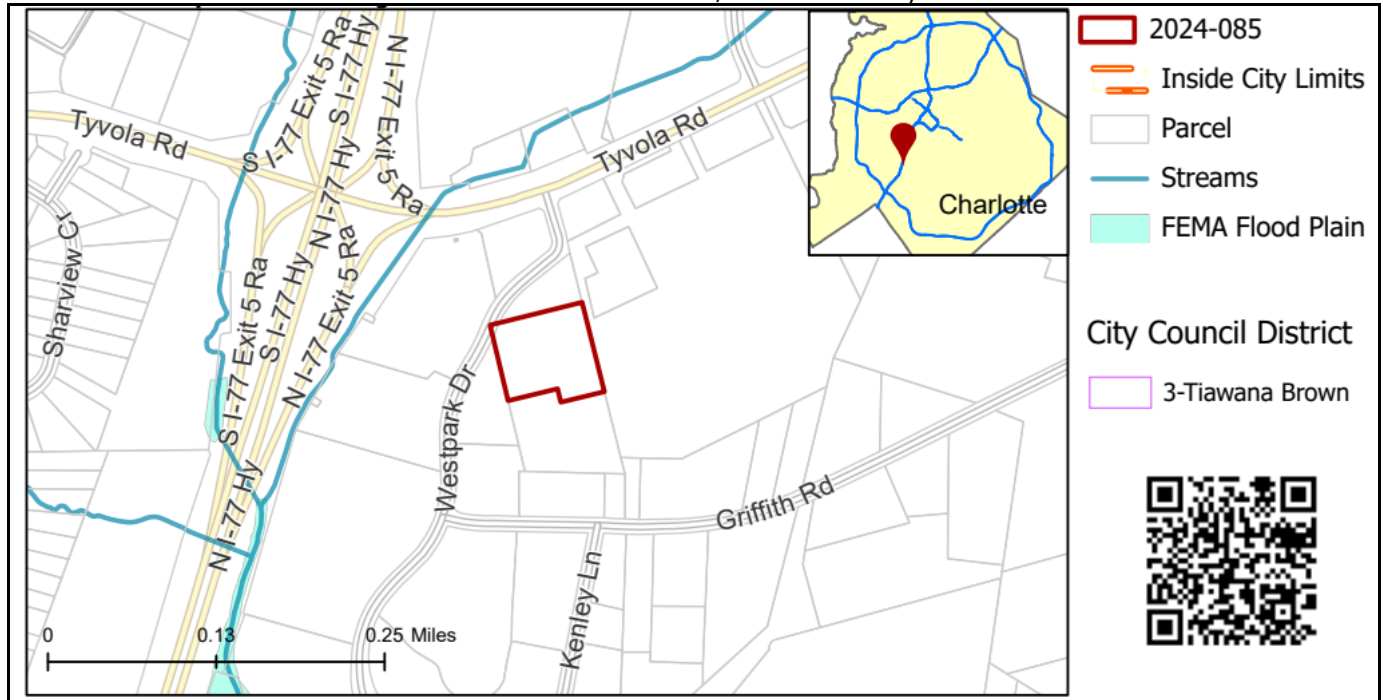 Tyvola Rd
S I-77 Exit 5 Ra
S I-77 Hy
N I-77 Exit 5 Ra
N I-77 Hy
Tyvola Rd
Sharview Cr
S I-77 Exit 5 Ra
S I-77 Hy
N I-77 Hy
N I-77 Exit 5 Ra
N I-77 Hy
Westpark Dr
Griffith Rd
Kenley Ln
0
0.13
0.25 Miles
Charlotte
2024-085
Inside City Limits
Parcel
Streams
FEMA Flood Plain
City Council District
3-Tiawana Brown